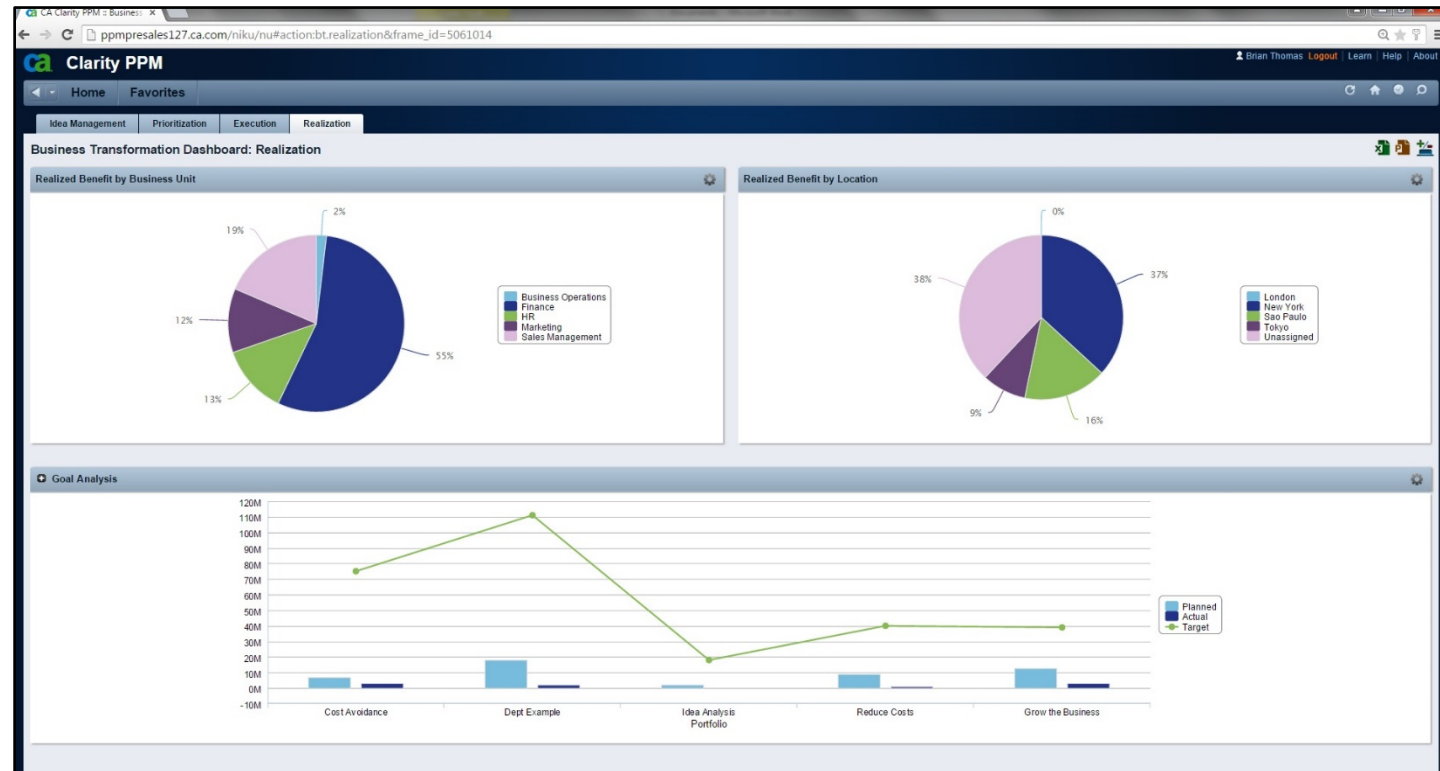 CA Clarity PPM :: Business
ppmpresales127.ca.com/niku/nu#action:bt.realization&frame_id=5061014
ca Clarity PPM
Brian Thomas Logout Learn Help About
Home Favorites
Idea Management Prioritization Execution Realization
Business Transformation Dashboard: Realization
Realized Benefit by Business Unit
2%
19%
12%
55%
13%
Business Operations
Finance
HR
Marketing
Sales Management
Realized Benefit by Location
0%
38%
37%
9%
16%
London
New York
Sao Paulo
Tokyo
Unassigned
Goal Analysis
120M
110M
100M
90M
80M
70M
60M
50M
40M
30M
20M
10M
0M
-10M
Cost Avoidance Dept Example Idea Analysis Reduce Costs Grow the Business
Portfolio
Planned
Actual
Target